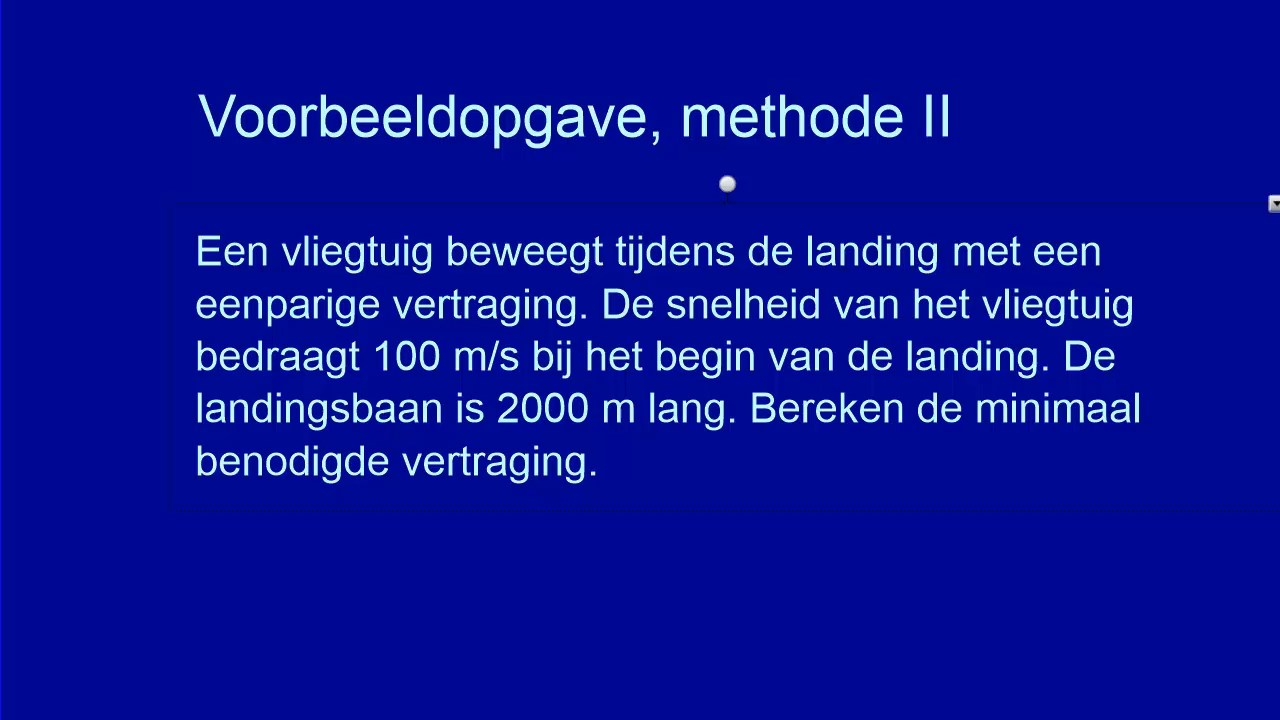 Voorbeeldopgave, methode II
Een vliegtuig beweegt tijdens de landing met een
eenparige vertraging. De snelheid van het vliegtuig
bedraagt 100 m/s bij het begin van de landing. De
landingsbaan is 2000 m lang. Bereken de minimaal
benodigde vertraging.